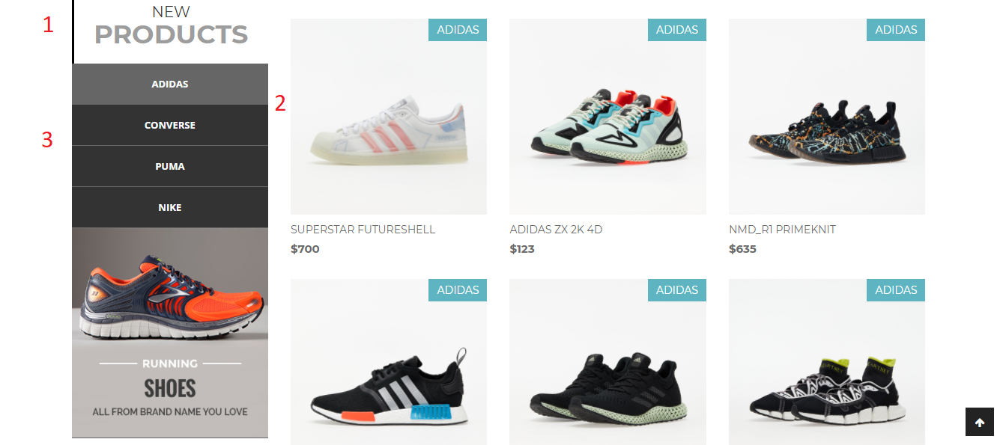 1
NEW
PRODUCTS
ADIDAS
2
CONVERSE
3
PUMA
NIKE
RUNNING
SHOES
ALL FROM BRAND NAME YOU LOVE
ADIDAS
ADIDAS
ADIDAS
SUPERSTAR FUTURESHELL
$700
ADIDAS ZX 2K 4D
$123
NMD_R1 PRIMEKNIT
$635
ADIDAS
ADIDAS
ADIDAS